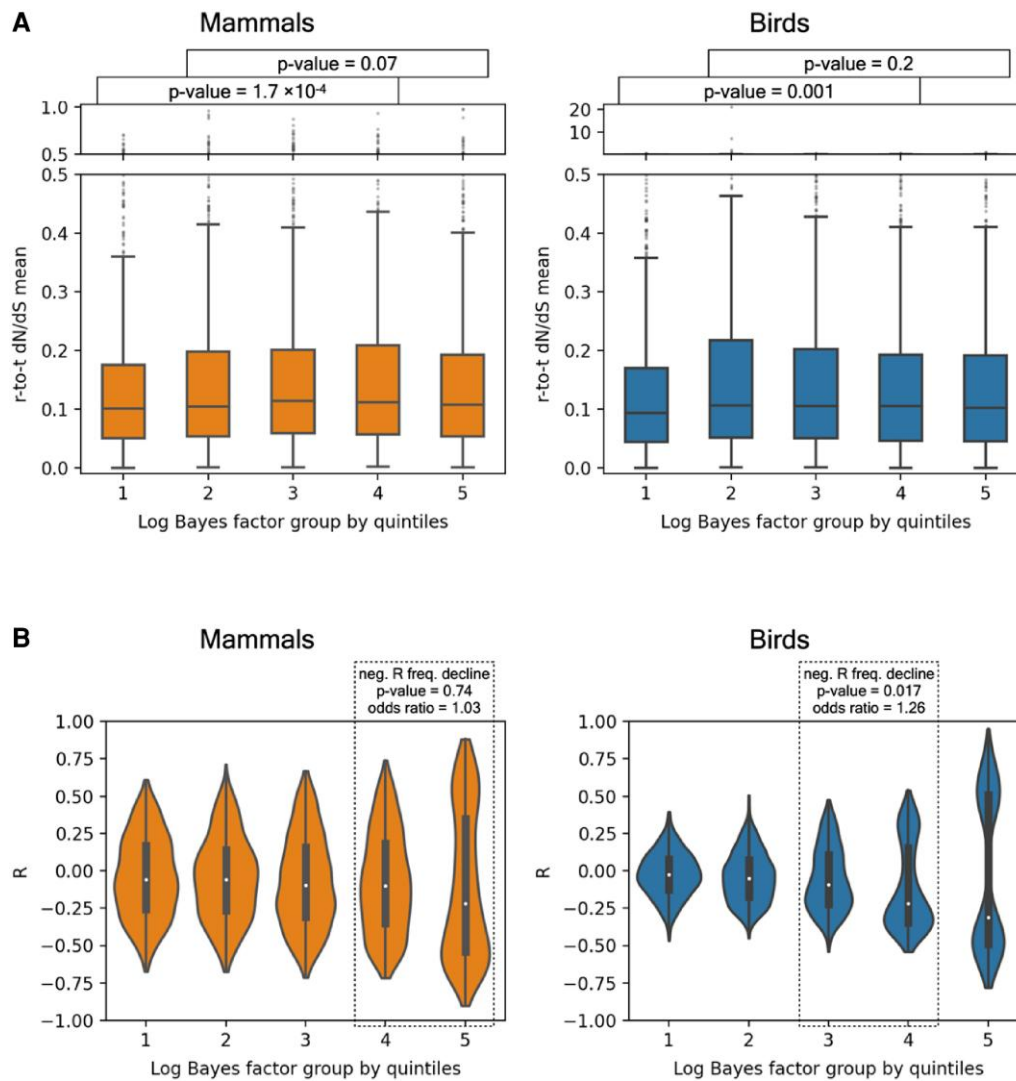 A
Mammals
Birds
p-value = 0.07
p-value = 0.2
p-value = 1.7 ×10⁻⁴
p-value = 0.001
1.0
0.5
0.5
0.4
0.3
0.2
0.1
0.0
r-to-t dN/dS mean
1 2 3 4 5
Log Bayes factor group by quintiles
20
10
0.5
0.4
0.3
0.2
0.1
0.0
r-to-t dN/dS mean
1 2 3 4 5
Log Bayes factor group by quintiles
B
Mammals
Birds
neg. R freq. decline
p-value = 0.74
odds ratio = 1.03
neg. R freq. decline
p-value = 0.017
odds ratio = 1.26
1.00
0.75
0.50
0.25
0.00
−0.25
−0.50
−0.75
−1.00
R
1 2 3 4 5
Log Bayes factor group by quintiles
1.00
0.75
0.50
0.25
0.00
−0.25
−0.50
−0.75
−1.00
R
1 2 3 4 5
Log Bayes factor group by quintiles